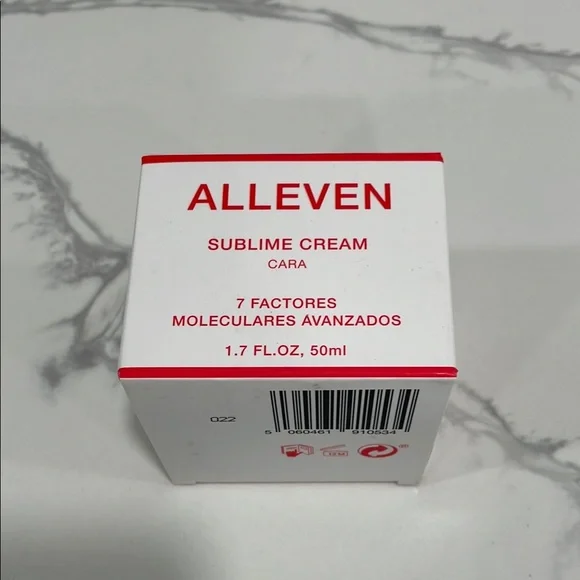 ALLEVEN
SUBLIME CREAM
CARA
7 FACTORES
MOLECULARES AVANZADOS
1.7 FL.OZ, 50ml
022
5 060461 910534